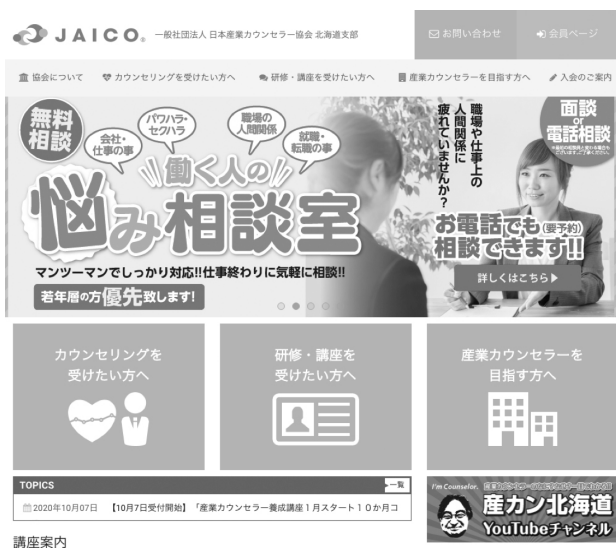 JAICO® 一般社団法人 日本産業カウンセラー協会 北海道支部
お問い合わせ
会員ページ
協会について
カウンセリングを受けたい方へ
研修・講座を受けたい方へ
産業カウンセラーを目指す方へ
入会のご案内
無料
相談
会社・
仕事の事
パワハラ・
セクハラ
職場の
人間関係
就職・
転職の事
働く人の
悩み相談室
マンツーマンでしっかり対応!!仕事終わりに気軽に相談!!
若年層の方優先致します!
職場や仕事上の
人間関係に
疲れていませんか?
面談
or
電話相談
お電話でも(要予約)
相談できます!!
詳しくはこちら▶
カウンセリングを
受けたい方へ
研修・講座を
受けたい方へ
産業カウンセラーを
目指す方へ
TOPICS
一覧
2020年10月07日 【10月7日受付開始】「産業カウンセラー養成講座1月スタート10か月コ
I'm Counselor.
産カン北海道
YouTubeチャンネル
講座案内